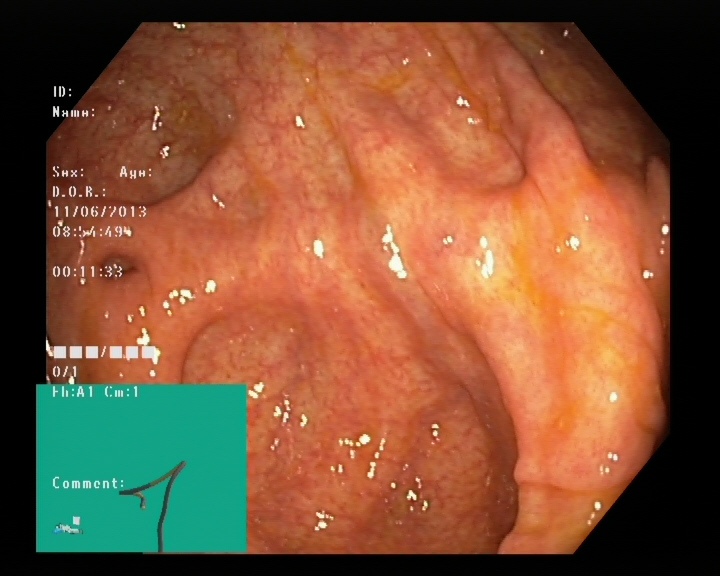 ID:
Name:
Sex: Age:
D.O.B.:
11/06/2013
08:54:49
00:11:33
■■■/■■■
0/1
Eh:A1 Cm:1
Comment: